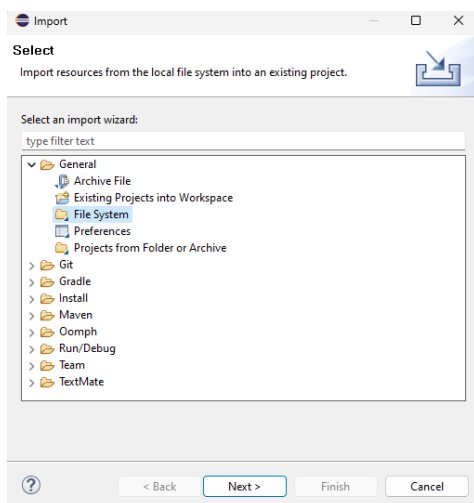 Import
Select
Import resources from the local file system into an existing project.
Select an import wizard:
type filter text
General
Archive File
Existing Projects into Workspace
File System
Preferences
Projects from Folder or Archive
Git
Gradle
Install
Maven
Oomph
Run/Debug
Team
TextMate
? < Back Next > Finish Cancel